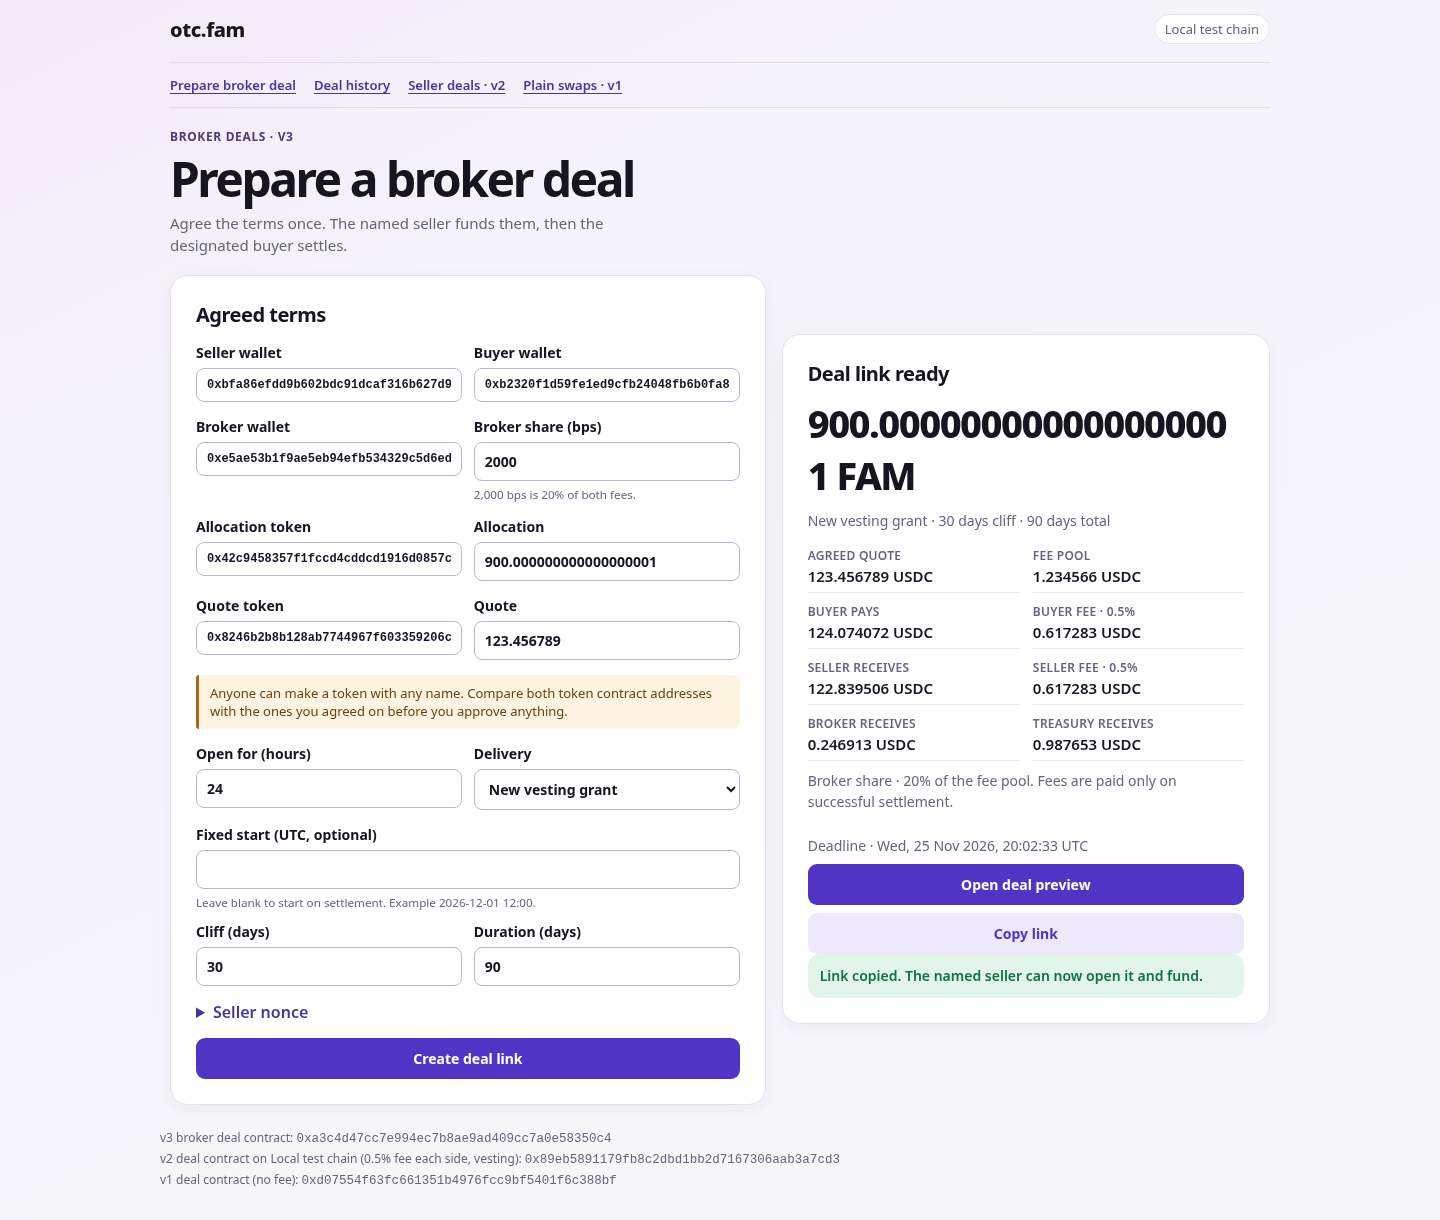 otc.fam
Local test chain
Prepare broker deal
Deal history
Seller deals · v2
Plain swaps · v1
BROKER DEALS · V3
Prepare a broker deal
Agree the terms once. The named seller funds them, then the
designated buyer settles.
Agreed terms
Seller wallet
0xbfa86efdd9b602bdc91dcaf316b627d9
Buyer wallet
0xb2320f1d59fe1ed9cfb24048fb6b0fa8
Broker wallet
0xe5ae53b1f9ae5eb94efb534329c5d6ed
Broker share (bps)
2000
2,000 bps is 20% of both fees.
Allocation token
0x42c9458357f1fccd4cddcd1916d0857c
Allocation
900.000000000000000001
Quote token
0x8246b2b8b128ab7744967f603359206c
Quote
123.456789
Anyone can make a token with any name. Compare both token contract addresses
with the ones you agreed on before you approve anything.
Open for (hours)
24
Delivery
New vesting grant
Fixed start (UTC, optional)
Leave blank to start on settlement. Example 2026-12-01 12:00.
Cliff (days)
30
Duration (days)
90
Seller nonce
Create deal link
Deal link ready
900.00000000000000000
1 FAM
New vesting grant · 30 days cliff · 90 days total
AGREED QUOTE
123.456789 USDC
FEE POOL
1.234566 USDC
BUYER PAYS
124.074072 USDC
BUYER FEE · 0.5%
0.617283 USDC
SELLER RECEIVES
122.839506 USDC
SELLER FEE · 0.5%
0.617283 USDC
BROKER RECEIVES
0.246913 USDC
TREASURY RECEIVES
0.987653 USDC
Broker share · 20% of the fee pool. Fees are paid only on
successful settlement.
Deadline · Wed, 25 Nov 2026, 20:02:33 UTC
Open deal preview
Copy link
Link copied. The named seller can now open it and fund.
v3 broker deal contract: 0xa3c4d47cc7e994ec7b8ae9ad409cc7a0e58350c4
v2 deal contract on Local test chain (0.5% fee each side, vesting): 0x89eb5891179fb8c2dbd1bb2d7167306aab3a7cd3
v1 deal contract (no fee): 0xd07554f63fc661351b4976fcc9bf5401f6c388bf